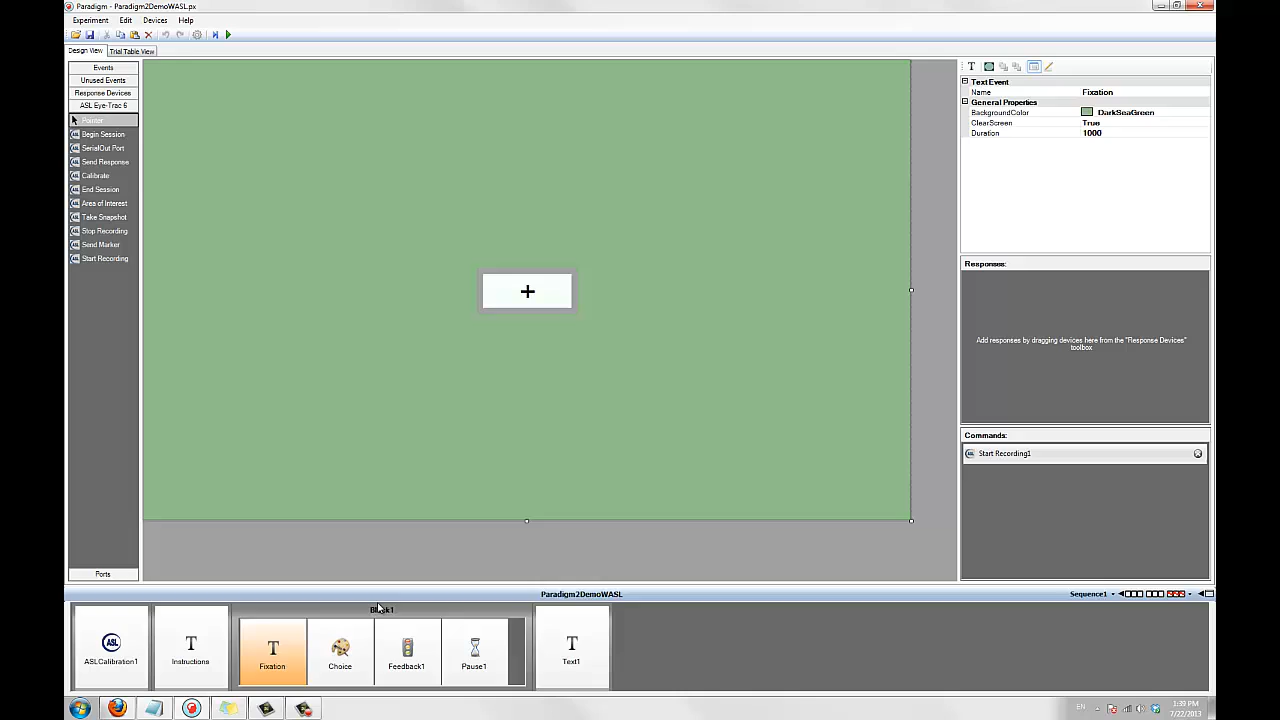 Paradigm - Paradigm2DemoWASL.px
Experiment Edit Devices Help
Design View Trial Table View
Events
Unused Events
Response Devices
ASL Eye-Trac 6
Pointer
Begin Session
SerialOut Port
Send Response
Calibrate
End Session
Area of Interest
Take Snapshot
Stop Recording
Send Marker
Start Recording
Ports
+
T
Text Event
Name Fixation
General Properties
BackgroundColor DarkSeaGreen
ClearScreen True
Duration 1000
Responses:
Add responses by dragging devices here from the "Response Devices"
toolbox
Commands:
ASL Start Recording1
Paradigm2DemoWASL
Sequence1
ASL
ASLCalibration1
T
Instructions
T
Fixation
Choice
Feedback1
Pause1
T
Text1
EN
1:39 PM
7/22/2013